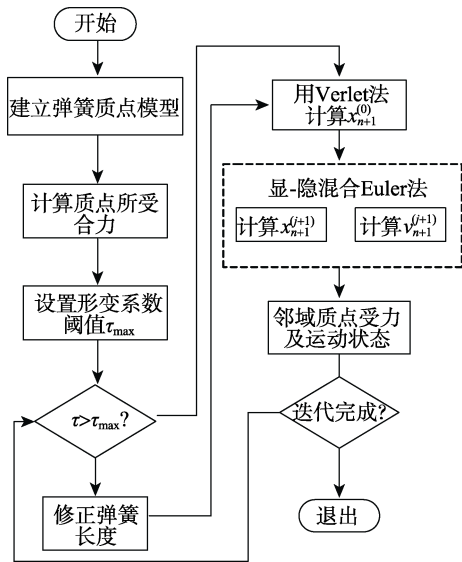 开始
建立弹簧质点模型
计算质点所受
合力
设置形变系数
阈值τmax
τ>τmax?
修正弹簧
长度
用Verlet法
计算x_{n+1}^{(0)}
显-隐混合Euler法
计算x_{n+1}^{(j+1)}
计算v_{n+1}^{(j+1)}
邻域质点受力
及运动状态
迭代完成?
退出